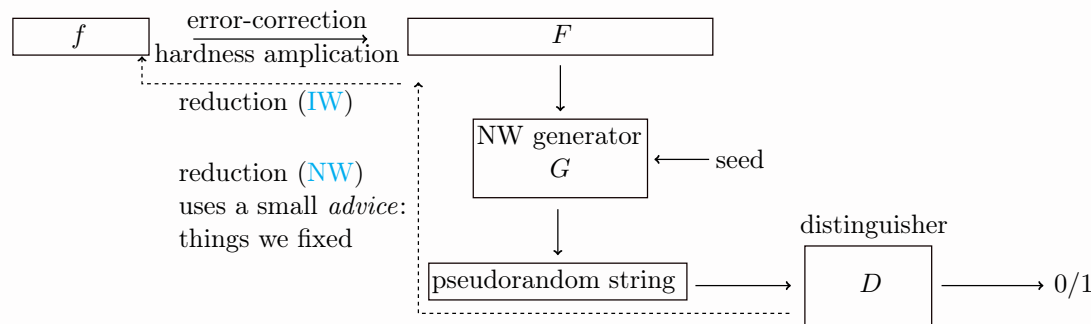 f
error-correction
hardness amplication
F
reduction (IW)
NW generator
G
seed
reduction (NW)
uses a small advice:
things we fixed
distinguisher
pseudorandom string
D
0/1